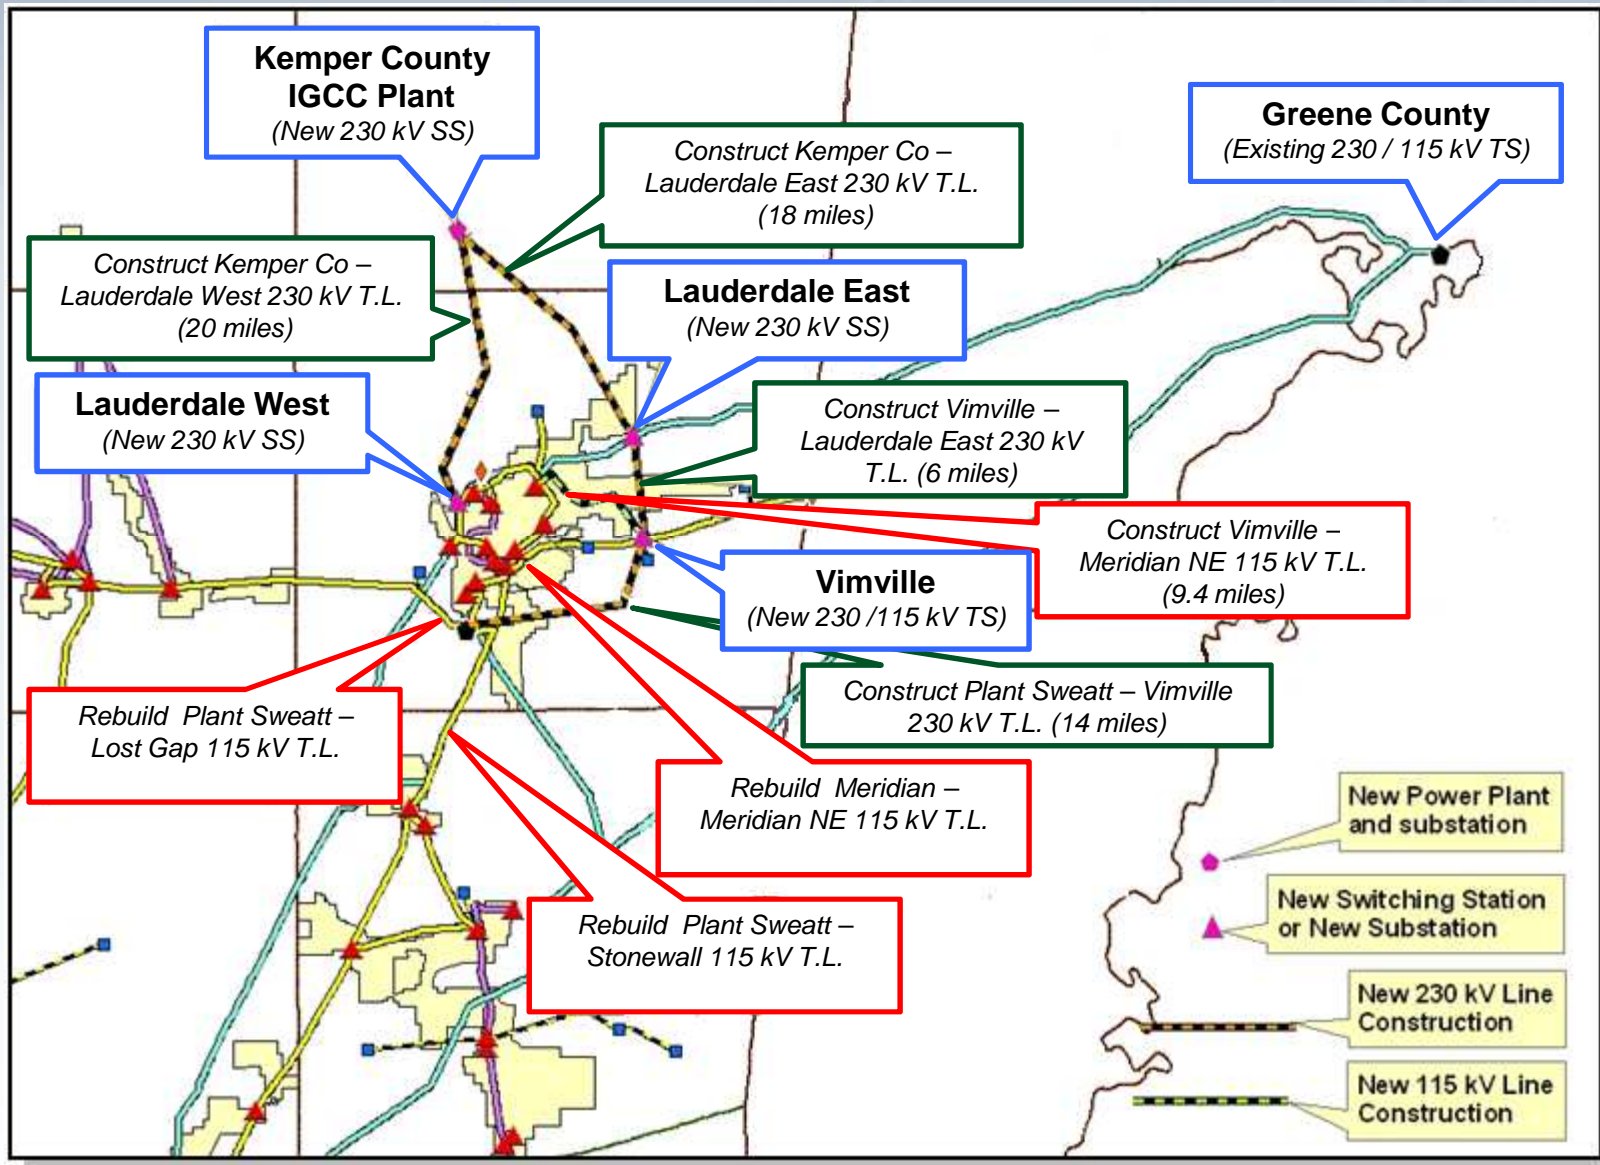 Kemper County
IGCC Plant
(New 230 kV SS)
Greene County
(Existing 230 / 115 kV TS)
Construct Kemper Co –
Lauderdale East 230 kV T.L.
(18 miles)
Construct Kemper Co –
Lauderdale West 230 kV T.L.
(20 miles)
Lauderdale East
(New 230 kV SS)
Lauderdale West
(New 230 kV SS)
Construct Vimville –
Lauderdale East 230 kV
T.L. (6 miles)
Construct Vimville –
Meridian NE 115 kV T.L.
(9.4 miles)
Vimville
(New 230 /115 kV TS)
Construct Plant Sweatt – Vimville
230 kV T.L. (14 miles)
Rebuild Plant Sweatt –
Lost Gap 115 kV T.L.
Rebuild Meridian –
Meridian NE 115 kV T.L.
Rebuild Plant Sweatt –
Stonewall 115 kV T.L.
New Power Plant
and substation
New Switching Station
or New Substation
New 230 kV Line
Construction
New 115 kV Line
Construction